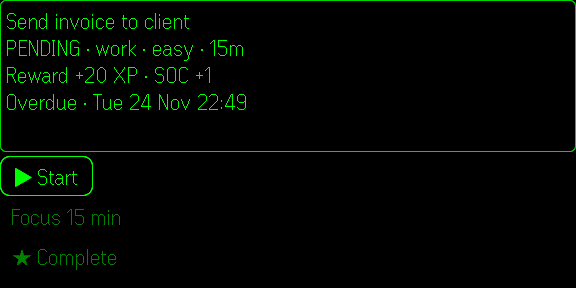 Send invoice to client
PENDING · work · easy · 15m
Reward +20 XP · SOC +1
Overdue · Tue 24 Nov 22:49
▶ Start
Focus 15 min
★ Complete